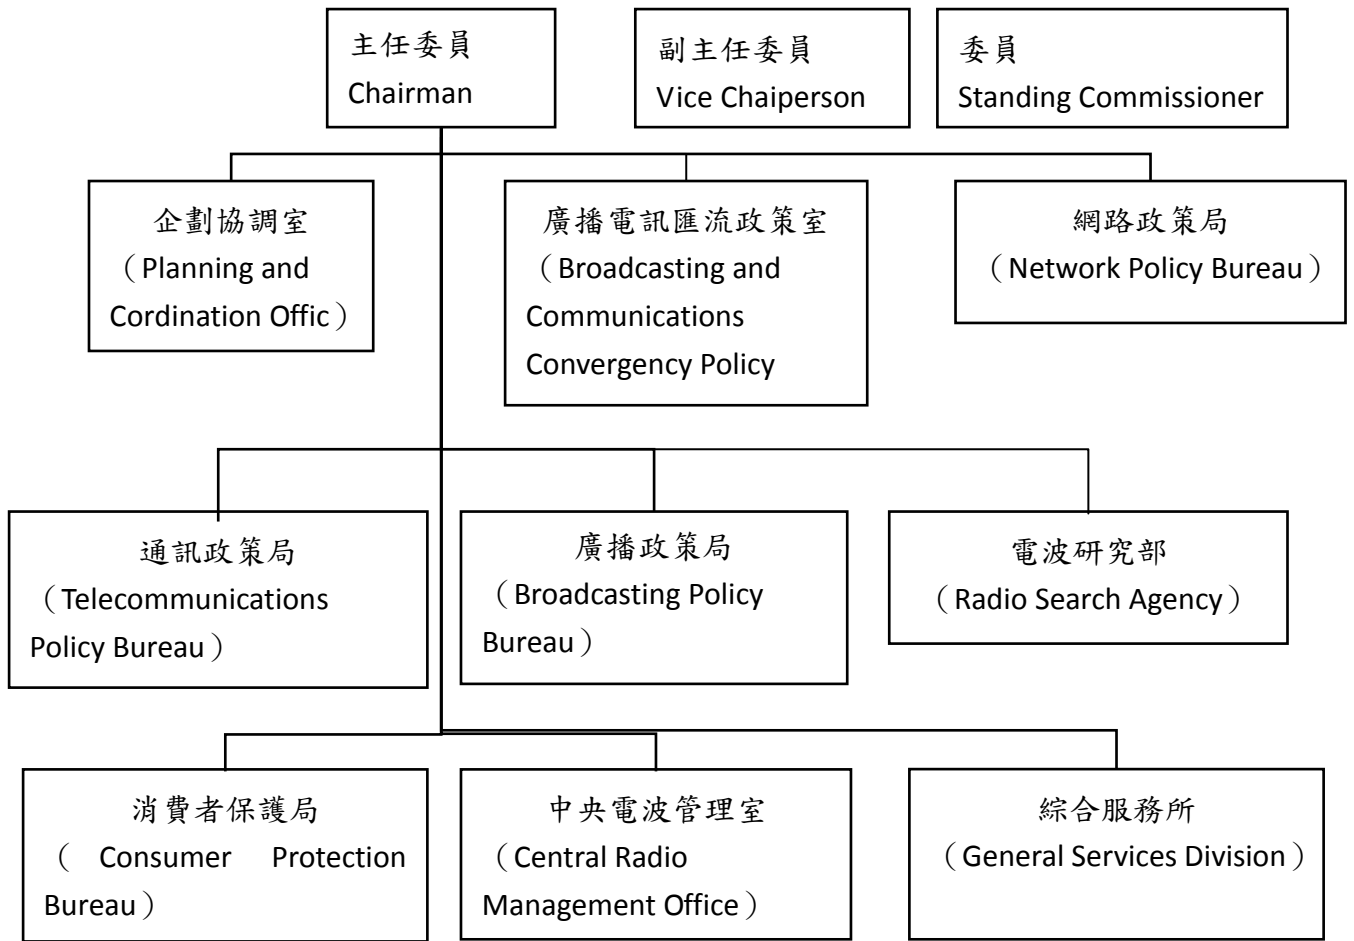 主任委員
Chairman
副主任委員
Vice Chaiperson
委員
Standing Commissioner
企劃協調室
（Planning and
Cordination Offic）
廣播電訊匯流政策室
（Broadcasting and
Communications
Convergency Policy
網路政策局
（Network Policy Bureau）
通訊政策局
（Telecommunications
Policy Bureau）
廣播政策局
（Broadcasting Policy
Bureau）
電波研究部
（Radio Search Agency）
消費者保護局
（ Consumer Protection
Bureau）
中央電波管理室
（Central Radio
Management Office）
綜合服務所
（General Services Division）